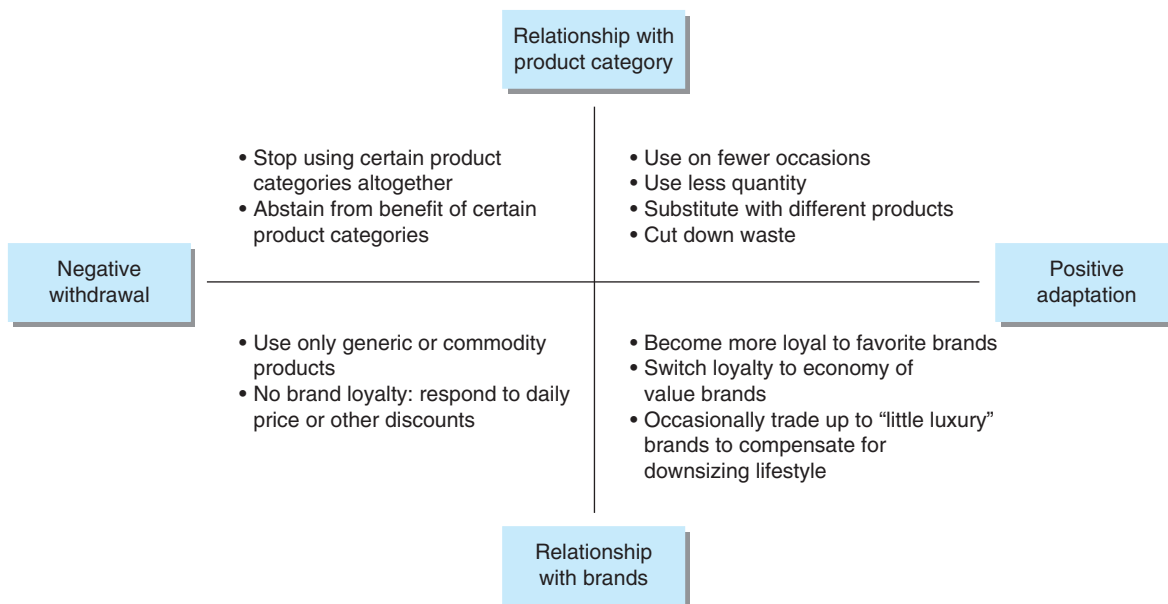 Relationship with
product category
• Stop using certain product
categories altogether
• Abstain from benefit of certain
product categories
• Use on fewer occasions
• Use less quantity
• Substitute with different products
• Cut down waste
Negative
withdrawal
Positive
adaptation
• Use only generic or commodity
products
• No brand loyalty: respond to daily
price or other discounts
• Become more loyal to favorite brands
• Switch loyalty to economy of
value brands
• Occasionally trade up to “little luxury”
brands to compensate for
downsizing lifestyle
Relationship
with brands